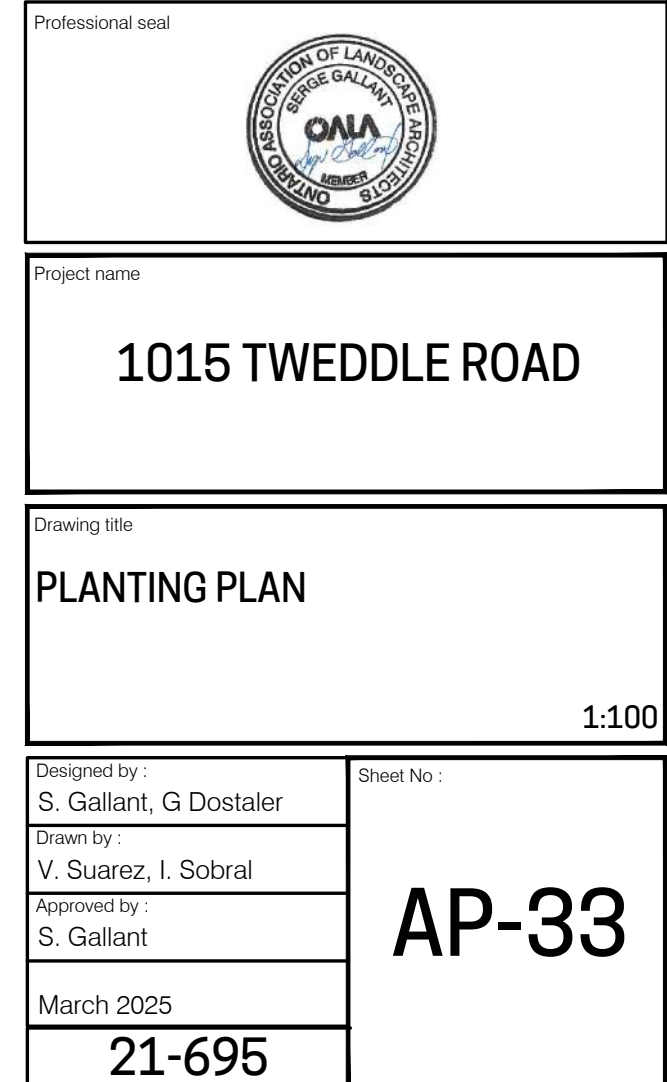 Professional seal
ONTARIO ASSOCIATION OF LANDSCAPE ARCHITECTS
SERGE GALLANT
OALA
MEMBER
Project name
1015 TWEDDLE ROAD
Drawing title
PLANTING PLAN
1:100
Designed by :
S. Gallant, G Dostaler
Drawn by :
V. Suarez, I. Sobral
Approved by :
S. Gallant
March 2025
21-695
Sheet No :
AP-33